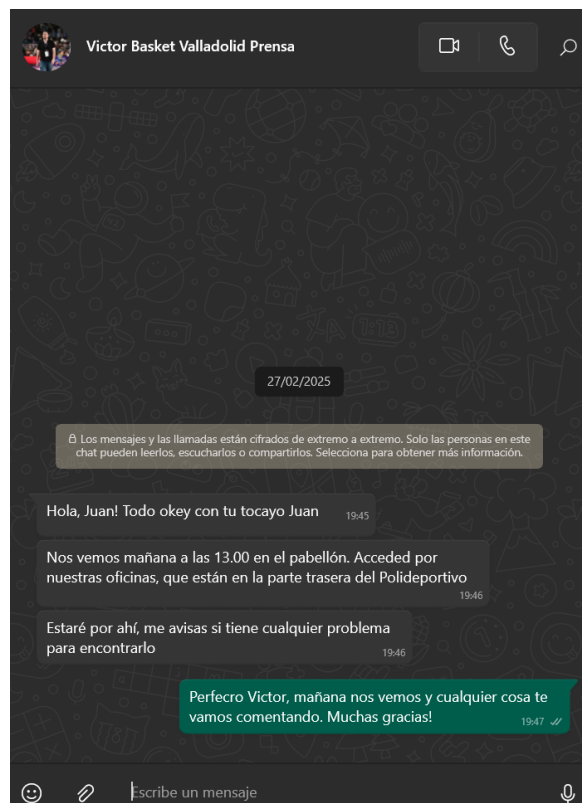 Victor Basket Valladolid Prensa
27/02/2025
Los mensajes y las llamadas están cifrados de extremo a extremo. Solo las personas en este
chat pueden leerlos, escucharlos o compartirlos. Selecciona para obtener más información.
Hola, Juan! Todo okey con tu tocayo Juan
19:45
Nos vemos mañana a las 13.00 en el pabellón. Acceded por
nuestras oficinas, que están en la parte trasera del Polideportivo
19:46
Estaré por ahí, me avisas si tiene cualquier problema
para encontrarlo
19:46
Perfecro Victor, mañana nos vemos y cualquier cosa te
vamos comentando. Muchas gracias!
19:47
Escribe un mensaje